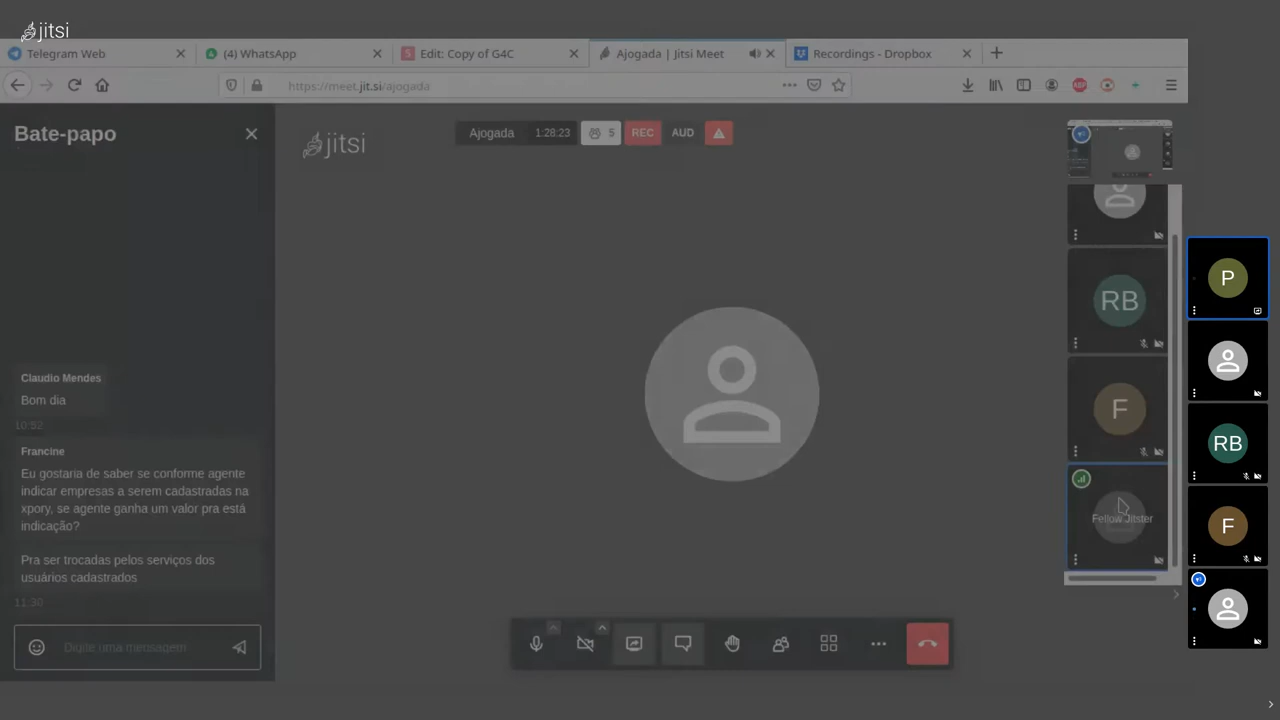 jitsi
Telegram Web
(4) WhatsApp
Edit: Copy of G4C
Ajogada | Jitsi Meet
Recordings - Dropbox
https://meet.jit.si/ajogada
ABP
Bate-papo
jitsi
Ajogada
1:28:23
5
REC
AUD
Claudio Mendes
Bom dia
10:52
Francine
Eu gostaria de saber se conforme agente
indicar empresas a serem cadastradas na
xpory, se agente ganha um valor pra está
indicação?
Pra ser trocadas pelos serviços dos
usuários cadastrados
11:30
Digite uma mensagem
RB
F
Fellow Jitster
P
RB
F